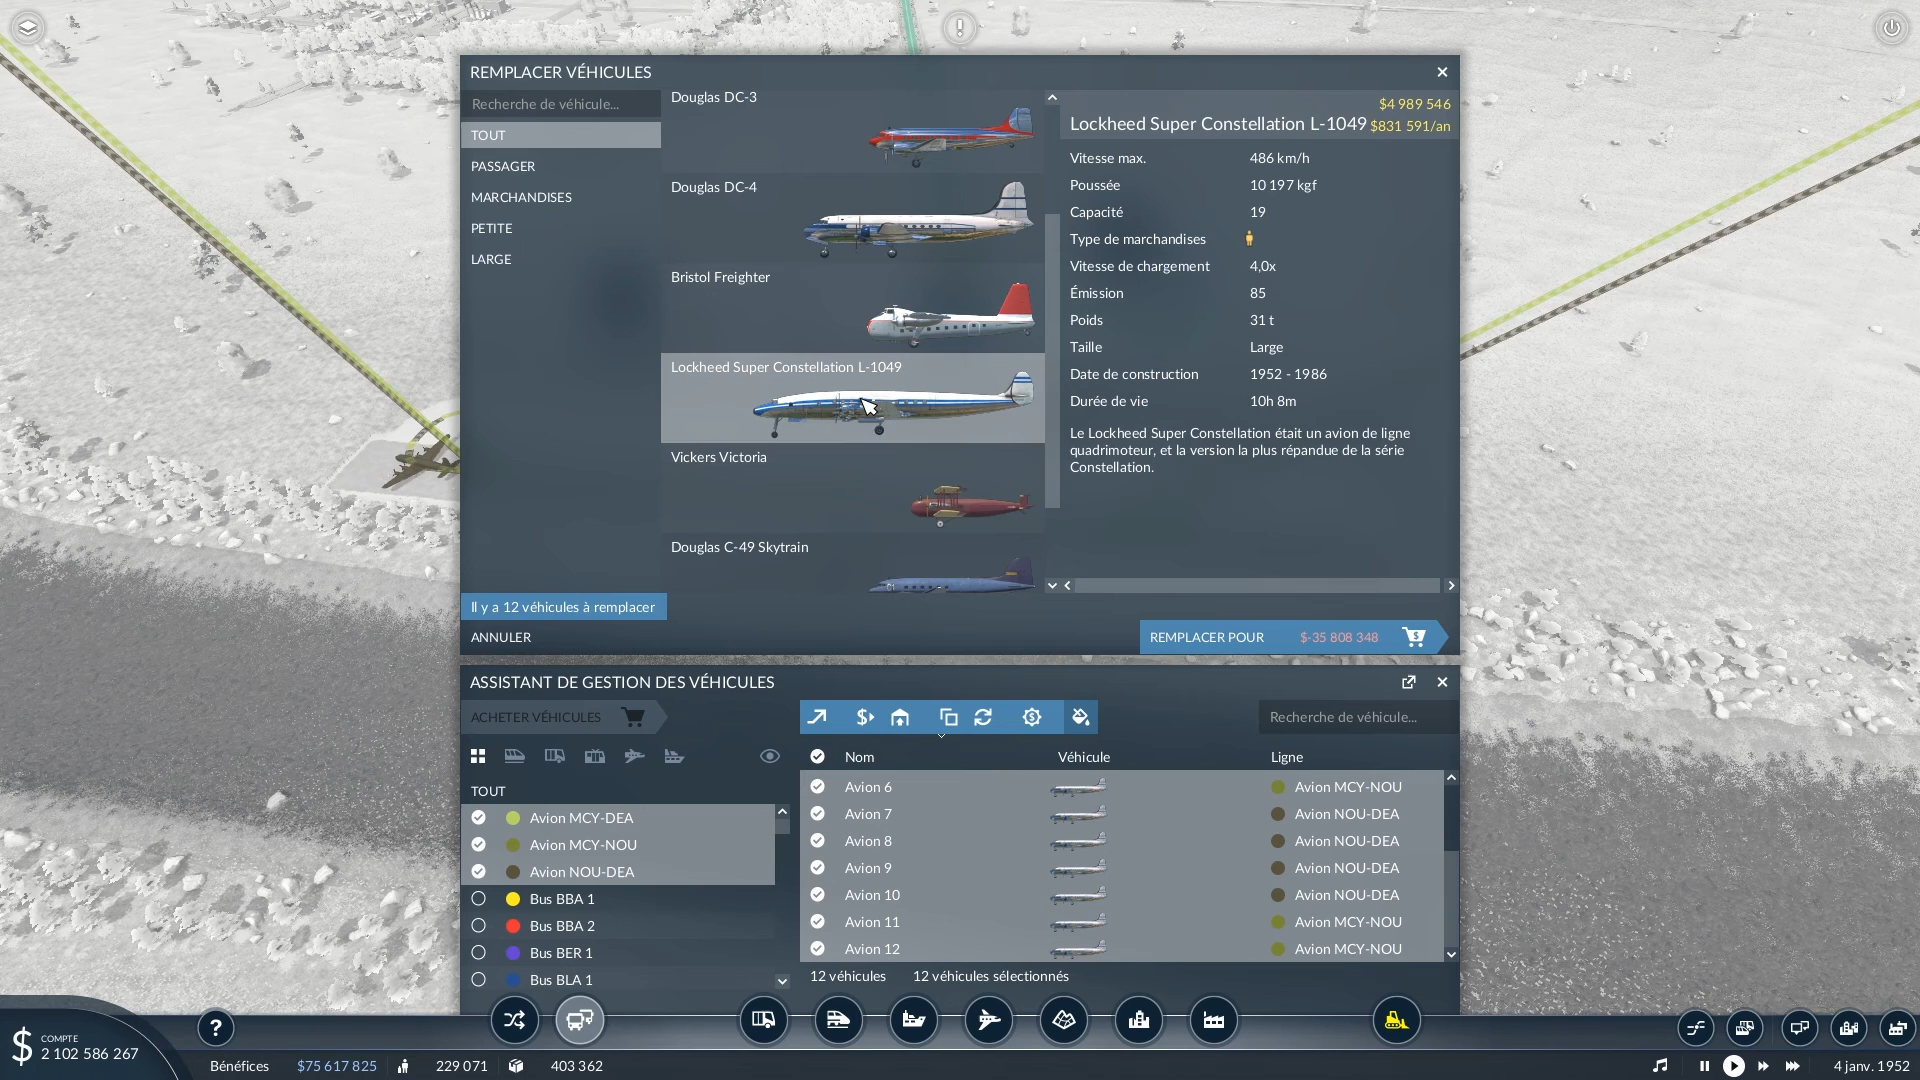 REMPLACER VÉHICULES
Recherche de véhicule...
TOUT
PASSAGER
MARCHANDISES
PETITE
LARGE
Douglas DC-3
Douglas DC-4
Bristol Freighter
Lockheed Super Constellation L-1049
Vickers Victoria
Douglas C-49 Skytrain
$4 989 546
Lockheed Super Constellation L-1049 $831 591/an
Vitesse max. 486 km/h
Poussée 10 197 kgf
Capacité 19
Type de marchandises
Vitesse de chargement 4,0x
Émission 85
Poids 31 t
Taille Large
Date de construction 1952 - 1986
Durée de vie 10h 8m
Le Lockheed Super Constellation était un avion de ligne
quadrimoteur, et la version la plus répandue de la série
Constellation.
Il y a 12 véhicules à remplacer
ANNULER
REMPLACER POUR $-35 808 348
ASSISTANT DE GESTION DES VÉHICULES
ACHETER VÉHICULES
Recherche de véhicule...
TOUT
Avion MCY-DEA
Avion MCY-NOU
Avion NOU-DEA
Bus BBA 1
Bus BBA 2
Bus BER 1
Bus BLA 1
Nom Véhicule Ligne
Avion 6 Avion MCY-NOU
Avion 7 Avion NOU-DEA
Avion 8 Avion NOU-DEA
Avion 9 Avion NOU-DEA
Avion 10 Avion NOU-DEA
Avion 11 Avion MCY-NOU
Avion 12 Avion MCY-NOU
12 véhicules 12 véhicules sélectionnés
COMPTE
$ 2 102 586 267
?
Bénéfices $75 617 825 229 071 403 362
4 janv. 1952